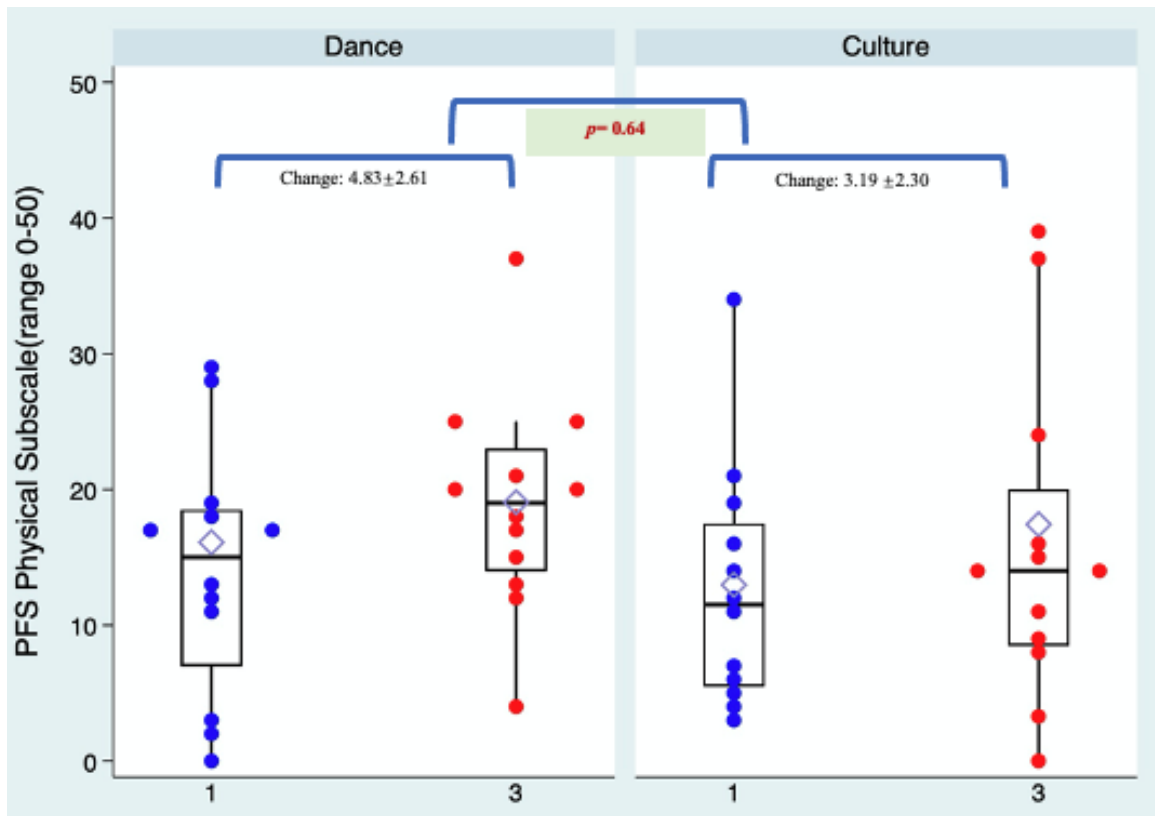 Dance
Culture
50
40
30
20
10
0
PFS Physical Subscale(range 0-50)
p= 0.64
Change: 4.83±2.61
Change: 3.19 ±2.30
1
3
1
3